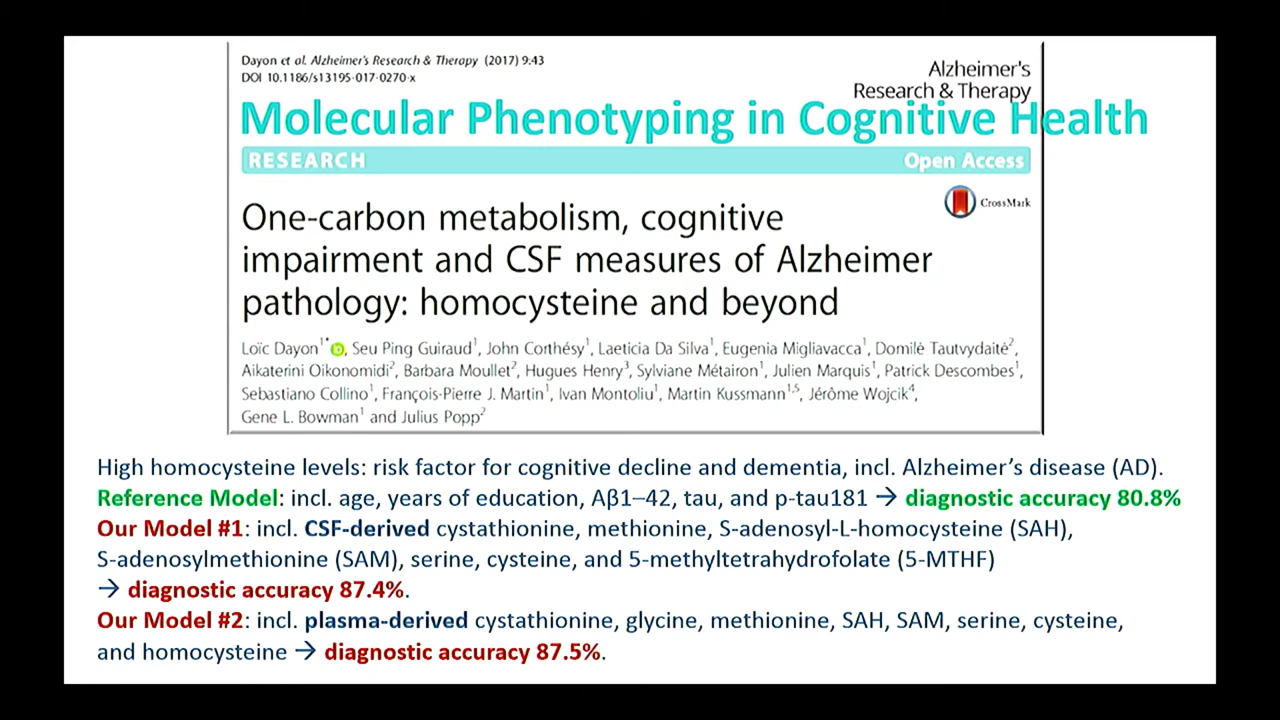 Dayon et al. Alzheimer's Research & Therapy (2017) 9:43
DOI 10.1186/s13195-017-0270-x
Alzheimer's
Research & Therapy
Molecular Phenotyping in Cognitive Health
RESEARCH Open Access
CrossMark
One-carbon metabolism, cognitive
impairment and CSF measures of Alzheimer
pathology: homocysteine and beyond
Loïc Dayon1* iD, Seu Ping Guiraud1, John Corthésy1, Laeticia Da Silva1, Eugenia Migliavacca1, Domilė Tautvydaitė2,
Aikaterini Oikonomidi2, Barbara Moullet2, Hugues Henry3, Sylviane Métairon1, Julien Marquis1, Patrick Descombes1,
Sebastiano Collino1, François-Pierre J. Martin1, Ivan Montoliu1, Martin Kussmann1,5, Jérôme Wojcik4,
Gene L. Bowman1 and Julius Popp2
High homocysteine levels: risk factor for cognitive decline and dementia, incl. Alzheimer's disease (AD).
Reference Model: incl. age, years of education, Aβ1–42, tau, and p-tau181 → diagnostic accuracy 80.8%
Our Model #1: incl. CSF-derived cystathionine, methionine, S-adenosyl-L-homocysteine (SAH),
S-adenosylmethionine (SAM), serine, cysteine, and 5-methyltetrahydrofolate (5-MTHF)
→ diagnostic accuracy 87.4%.
Our Model #2: incl. plasma-derived cystathionine, glycine, methionine, SAH, SAM, serine, cysteine,
and homocysteine → diagnostic accuracy 87.5%.